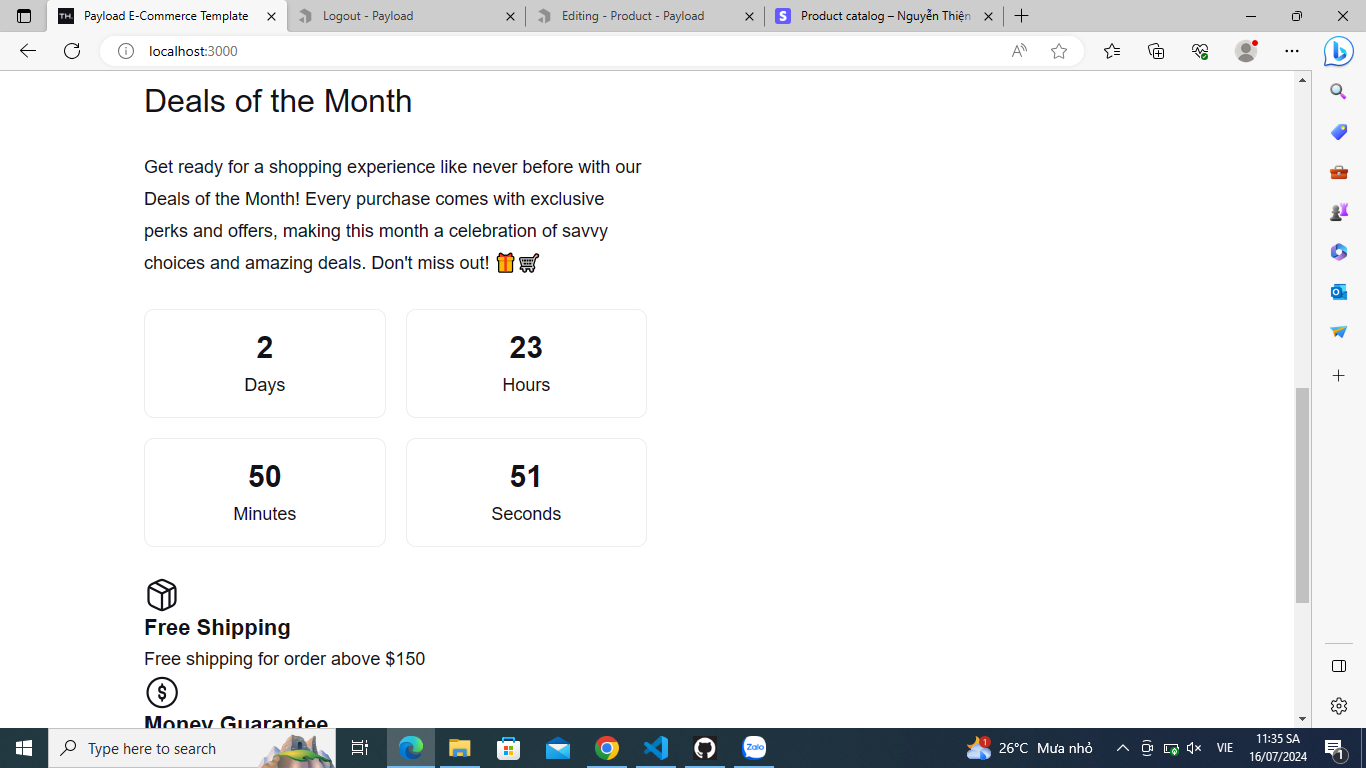 Payload E-Commerce Template
Logout - Payload
Editing - Product - Payload
Product catalog – Nguyễn Thiện
localhost:3000
Deals of the Month
Get ready for a shopping experience like never before with our
Deals of the Month! Every purchase comes with exclusive
perks and offers, making this month a celebration of savvy
choices and amazing deals. Don't miss out! 🎁🛒
2
Days
23
Hours
50
Minutes
51
Seconds
Free Shipping
Free shipping for order above $150
Money Guarantee
Type here to search
Zalo
1
26°C Mưa nhỏ
VIE
11:35 SA
16/07/2024
1